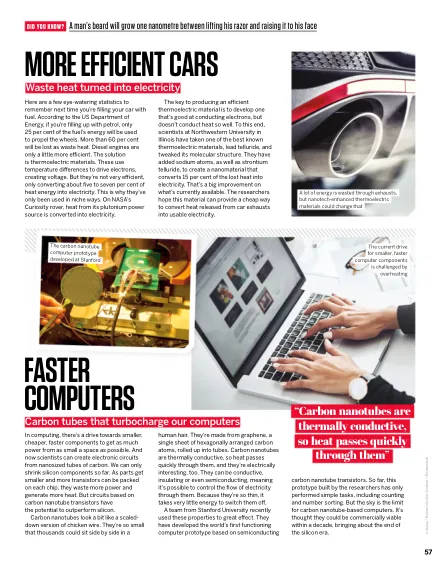 DID YOU KNOW? A man's beard will grow one nanometre between lifting his razor and raising it to his face
MORE EFFICIENT CARS
Waste heat turned into electricity
Here are a few eye-watering statistics to
remember next time you're filling your car with
fuel. According to the US Department of
Energy, if you're filling up with petrol, only
25 per cent of the fuel's energy will be used
to propel the wheels. More than 60 per cent
will be lost as waste heat. Diesel engines are
only a little more efficient. The solution
is thermoelectric materials. These use
temperature differences to drive electrons,
creating voltage. But they're not very efficient,
only converting about five to seven per cent of
heat energy into electricity. This is why they've
only been used in niche ways. On NASA's
Curiosity rover, heat from its plutonium power
source is converted into electricity.
The key to producing an efficient
thermoelectric material is to develop one
that's good at conducting electrons, but
doesn't conduct heat so well. To this end,
scientists at Northwestern University in
Illinois have taken one of the best known
thermoelectric materials, lead telluride, and
tweaked its molecular structure. They have
added sodium atoms, as well as strontium
telluride, to create a nanomaterial that
converts 15 per cent of the lost heat into
electricity. That's a big improvement on
what's currently available. The researchers
hope this material can provide a cheap way
to convert heat released from car exhausts
into usable electricity.
A lot of energy is wasted through exhausts,
but nanotech-enhanced thermoelectric
materials could change that
The carbon nanotube
computer prototype
developed at Stanford
The current drive
for smaller, faster
computer components
is challenged by
overheating
FASTER
COMPUTERS
Carbon tubes that turbocharge our computers
In computing, there's a drive towards smaller,
cheaper, faster components to get as much
power from as small a space as possible. And
now scientists can create electronic circuits
from nanosized tubes of carbon. We can only
shrink silicon components so far. As parts get
smaller and more transistors can be packed
on each chip, they waste more power and
generate more heat. But circuits based on
carbon nanotube transistors have
the potential to outperform silicon.
Carbon nanotubes look a bit like a scaled-
down version of chicken wire. They're so small
that thousands could sit side by side in a
human hair. They're made from graphene, a
single sheet of hexagonally arranged carbon
atoms, rolled up into tubes. Carbon nanotubes
are thermally conductive, so heat passes
quickly through them, and they're electrically
interesting, too. They can be conductive,
insulating or even semiconducting, meaning
it's possible to control the flow of electricity
through them. Because they're so thin, it
takes very little energy to switch them off.
A team from Stanford University recently
used these properties to great effect. They
have developed the world's first functioning
computer prototype based on semiconducting
"Carbon nanotubes are
thermally conductive,
so heat passes quickly
through them"
carbon nanotube transistors. So far, this
prototype built by the researchers has only
performed simple tasks, including counting
and number sorting. But the sky is the limit
for carbon nanotube-based computers. It's
thought they could be commercially viable
within a decade, bringing about the end of
the silicon era.
57